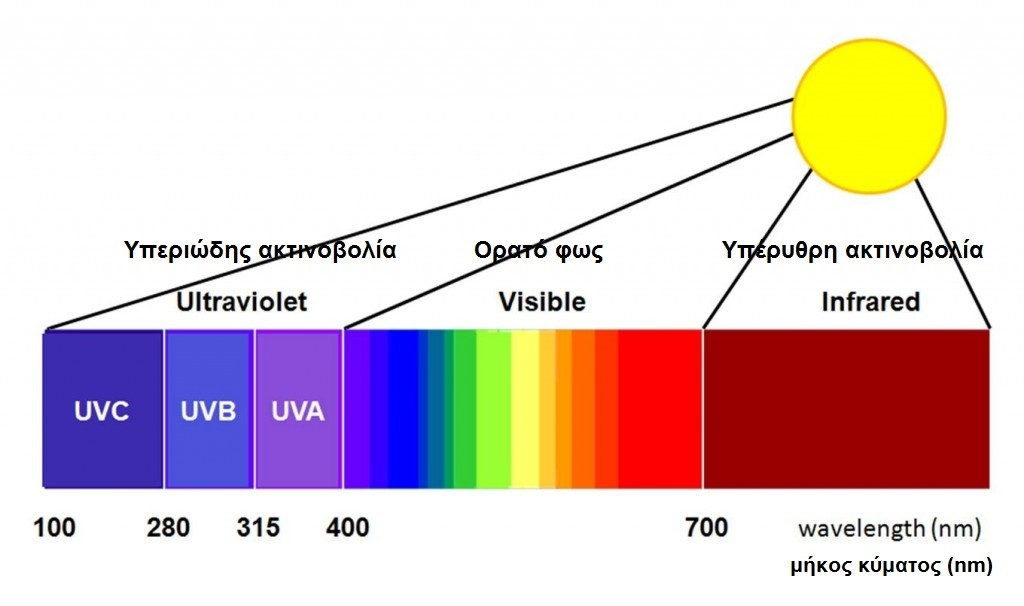 Υπεριώδης ακτινοβολία Ορατό φως Υπέρυθρη ακτινοβολία
Ultraviolet Visible Infrared
UVC UVB UVA
100 280 315 400 700 wavelength (nm)
μήκος κύματος (nm)